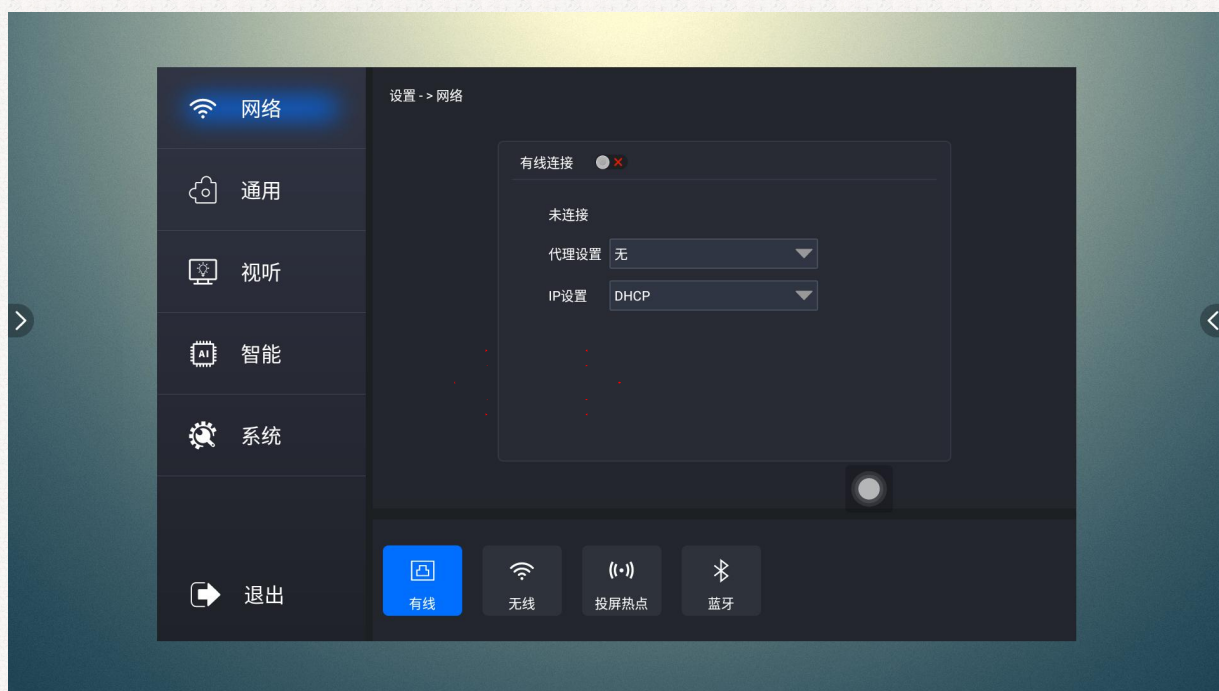 网络
通用
视听
AI
智能
系统
退出
设置 - > 网络
有线连接
未连接
代理设置 无
IP设置 DHCP
有线
无线
投屏热点
蓝牙